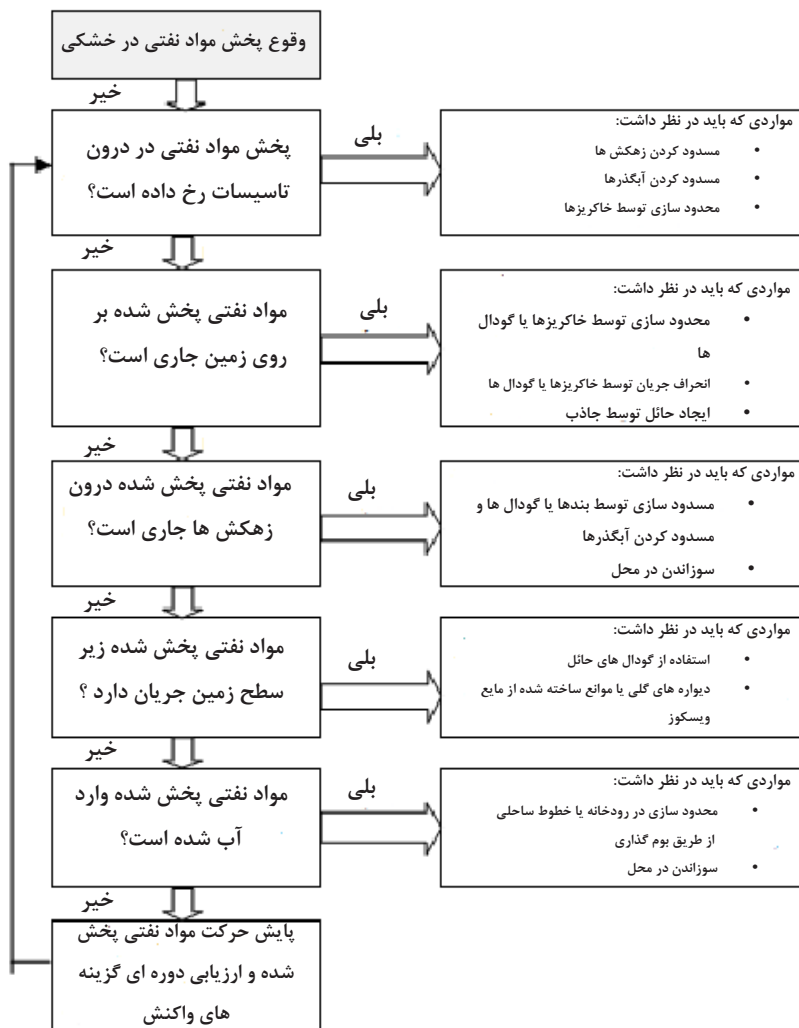 وقوع پخش مواد نفتی در خشکی
خیر
پخش مواد نفتی در درون
تاسیسات رخ داده است؟
بلی
مواردی که باید در نظر داشت:
• مسدود کردن زهکش ها
• مسدود کردن آبگذرها
• محدود سازی توسط خاکریزها
خیر
مواد نفتی پخش شده بر
روی زمین جاری است؟
بلی
مواردی که باید در نظر داشت:
• محدود سازی توسط خاکریزها یا گودال
ها
• انحراف جریان توسط خاکریزها یا گودال ها
• ایجاد حائل توسط جاذب
خیر
مواد نفتی پخش شده درون
زهکش ها جاری است؟
بلی
مواردی که باید در نظر داشت:
• مسدود سازی توسط بندها یا گودال ها و
مسدود کردن آبگذرها
• سوزاندن در محل
خیر
مواد نفتی پخش شده زیر
سطح زمین جریان دارد ؟
بلی
مواردی که باید در نظر داشت:
• استفاده از گودال های حائل
• دیواره های گلی یا موانع ساخته شده از مایع
ویسکوز
خیر
مواد نفتی پخش شده وارد
آب شده است؟
بلی
مواردی که باید در نظر داشت:
• محدود سازی در رودخانه یا خطوط ساحلی
از طریق بوم گذاری
• سوزاندن در محل
خیر
پایش حرکت مواد نفتی پخش
شده و ارزیابی دوره ای گزینه
های واکنش